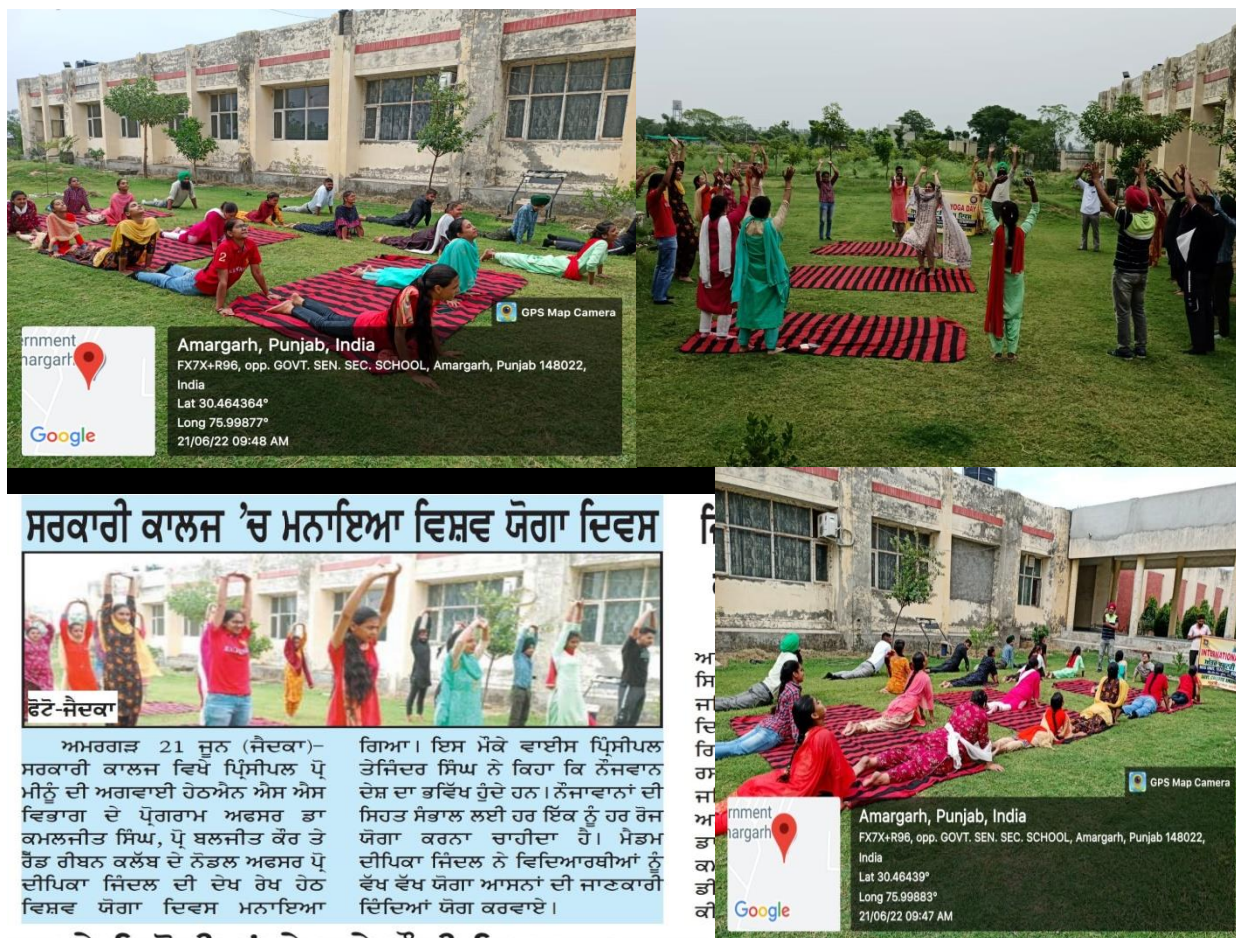 YOGA DAY
GPS Map Camera
Amargarh, Punjab, India
FX7X+R96, opp. GOVT. SEN. SEC. SCHOOL, Amargarh, Punjab 148022,
India
Lat 30.464364°
Long 75.99877°
21/06/22 09:48 AM
Google
ਸਰਕਾਰੀ ਕਾਲਜ 'ਚ ਮਨਾਇਆ ਵਿਸ਼ਵ ਯੋਗਾ ਦਿਵਸ
ਫੋਟੋ-ਜੈਦਕਾ
ਅਮਰਗੜ 21 ਜੂਨ (ਜੈਦਕਾ)-
ਸਰਕਾਰੀ ਕਾਲਜ ਵਿਖੇ ਪ੍ਰਿੰਸੀਪਲ ਪ੍ਰੋ
ਮੀਨੂੰ ਦੀ ਅਗਵਾਈ ਹੇਠਐਨ ਐਸ ਐਸ
ਵਿਭਾਗ ਦੇ ਪ੍ਰੋਗਰਾਮ ਅਫਸਰ ਡਾ
ਕਮਲਜੀਤ ਸਿੰਘ, ਪ੍ਰੋ ਬਲਜੀਤ ਕੌਰ ਤੇ
ਰੈੱਡ ਰੀਬਨ ਕਲੱਬ ਦੇ ਨੋਡਲ ਅਫਸਰ ਪ੍ਰੋ
ਦੀਪਿਕਾ ਜਿੰਦਲ ਦੀ ਦੇਖ ਰੇਖ ਹੇਠ
ਵਿਸ਼ਵ ਯੋਗਾ ਦਿਵਸ ਮਨਾਇਆ
ਗਿਆ। ਇਸ ਮੌਕੇ ਵਾਈਸ ਪ੍ਰਿੰਸੀਪਲ
ਤੇਜਿੰਦਰ ਸਿੰਘ ਨੇ ਕਿਹਾ ਕਿ ਨੌਜਵਾਨ
ਦੇਸ਼ ਦਾ ਭਵਿੱਖ ਹੁੰਦੇ ਹਨ। ਨੌਜਾਵਾਨਾਂ ਦੀ
ਸਿਹਤ ਸੰਭਾਲ ਲਈ ਹਰ ਇੱਕ ਨੂੰ ਹਰ ਰੋਜ
ਯੋਗਾ ਕਰਨਾ ਚਾਹੀਦਾ ਹੈ। ਮੈਡਮ
ਦੀਪਿਕਾ ਜਿੰਦਲ ਨੇ ਵਿਦਿਆਰਥੀਆਂ ਨੂੰ
ਵੱਖ ਵੱਖ ਯੋਗਾ ਆਸਨਾਂ ਦੀ ਜਾਣਕਾਰੀ
ਦਿੰਦਿਆਂ ਯੋਗ ਕਰਵਾਏ।
INTERNATIONAL
GPS Map Camera
Amargarh, Punjab, India
FX7X+R96, opp. GOVT. SEN. SEC. SCHOOL, Amargarh, Punjab 148022,
India
Lat 30.46439°
Long 75.99883°
21/06/22 09:47 AM
Google